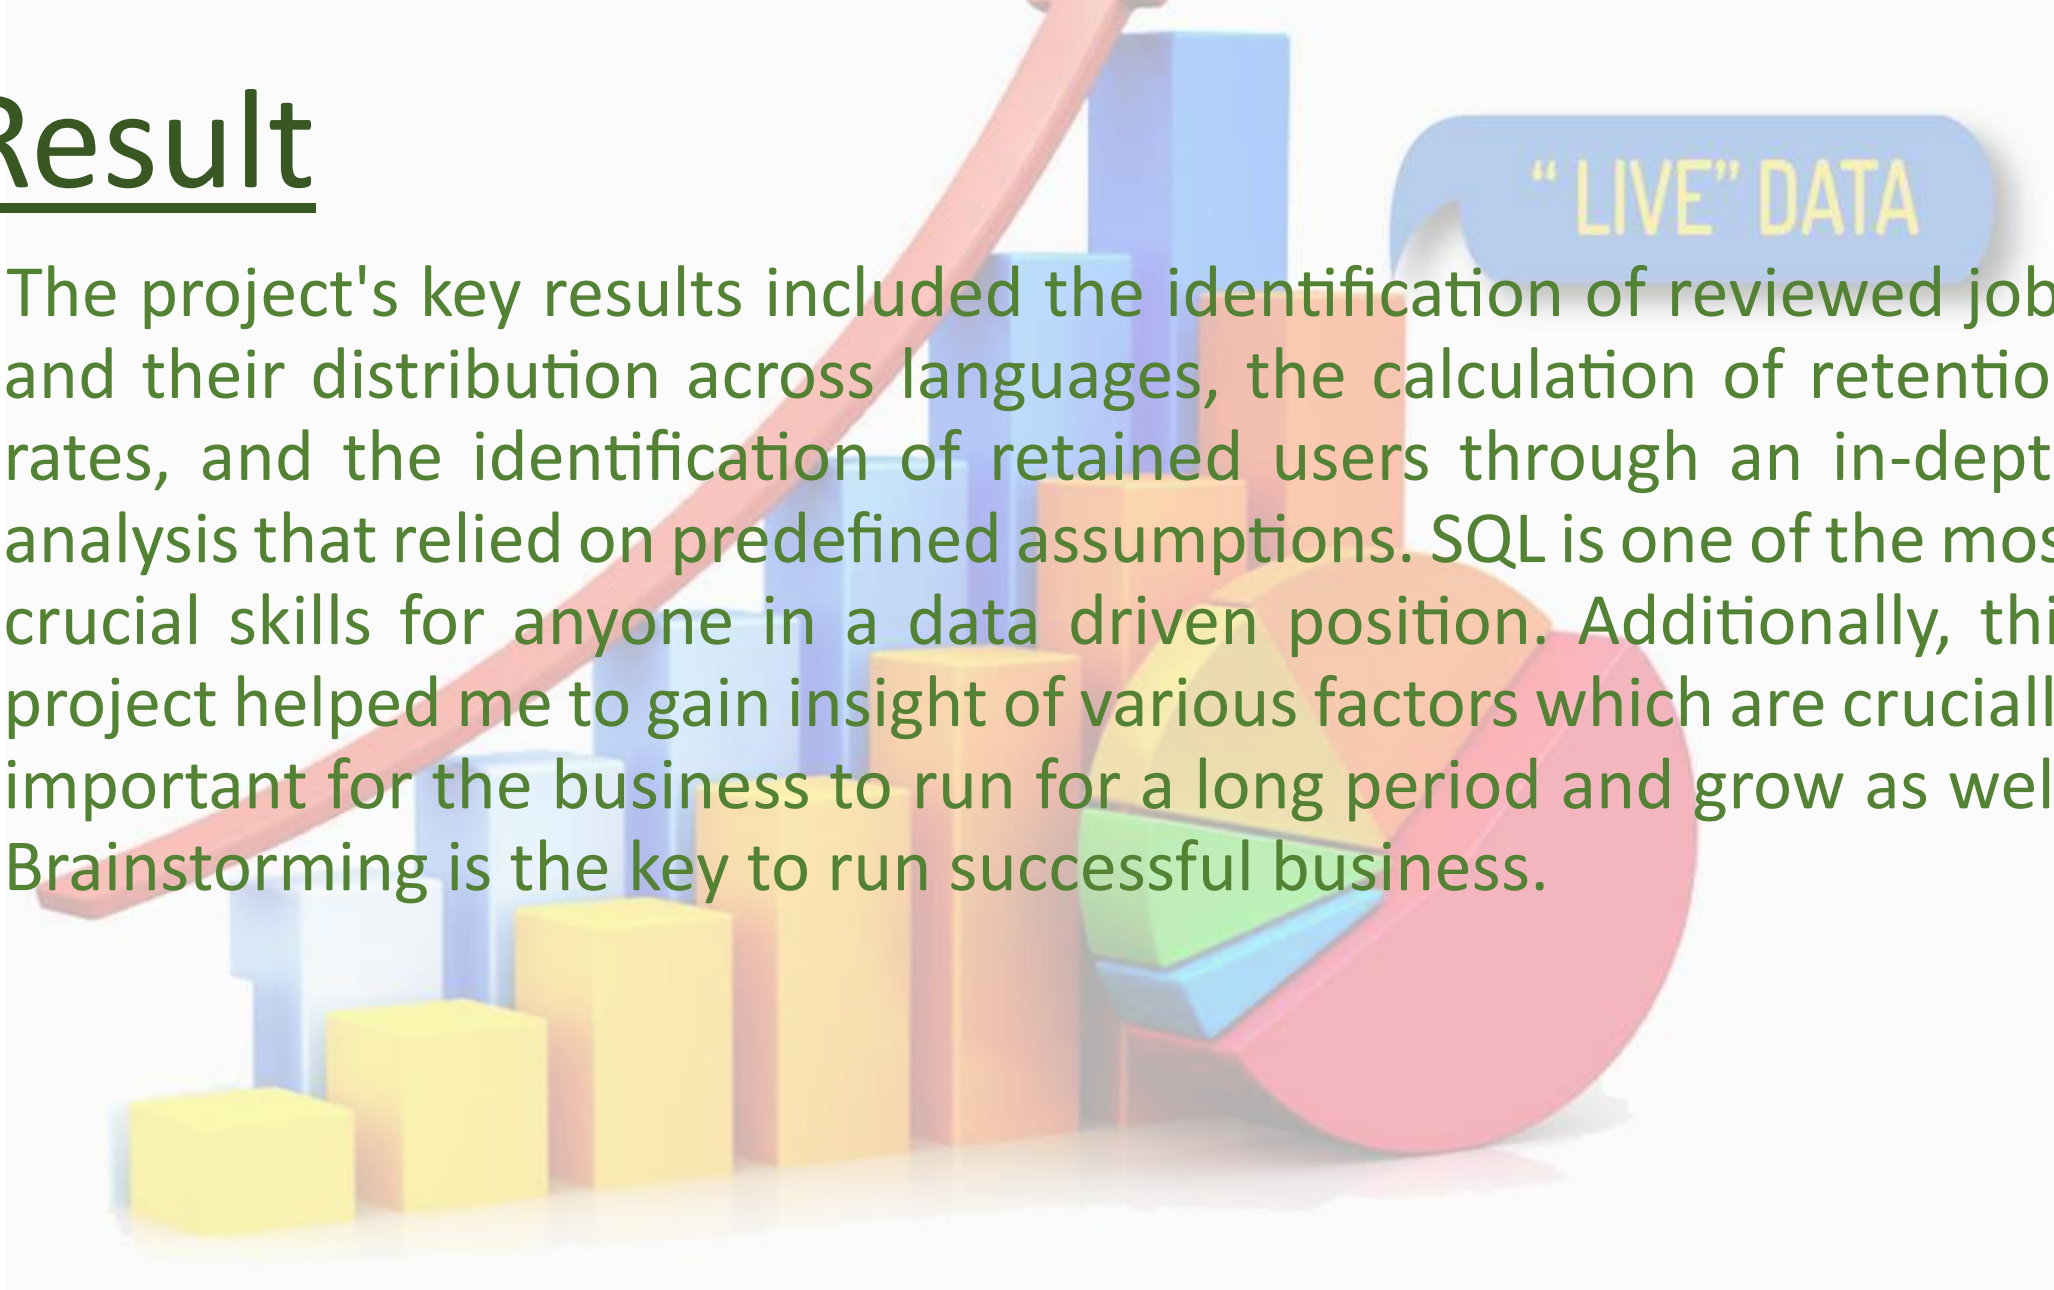 Result
“ LIVE” DATA
The project's key results included the identification of reviewed job
and their distribution across languages, the calculation of retentio
rates, and the identification of retained users through an in-dept
analysis that relied on predefined assumptions. SQL is one of the mos
crucial skills for anyone in a data driven position. Additionally, thi
project helped me to gain insight of various factors which are cruciall
important for the business to run for a long period and grow as wel
Brainstorming is the key to run successful business.